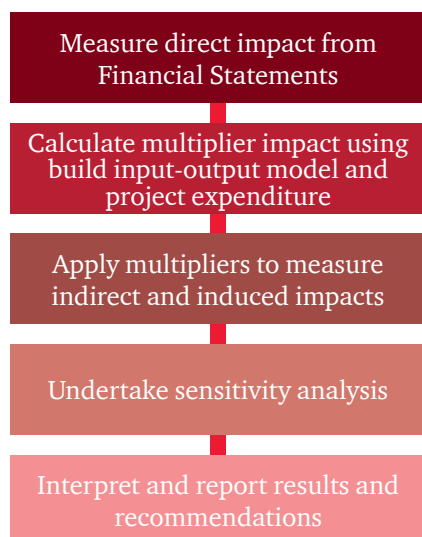 Measure direct impact from
Financial Statements
Calculate multiplier impact using
build input-output model and
project expenditure
Apply multipliers to measure
indirect and induced impacts
Undertake sensitivity analysis
Interpret and report results and
recommendations